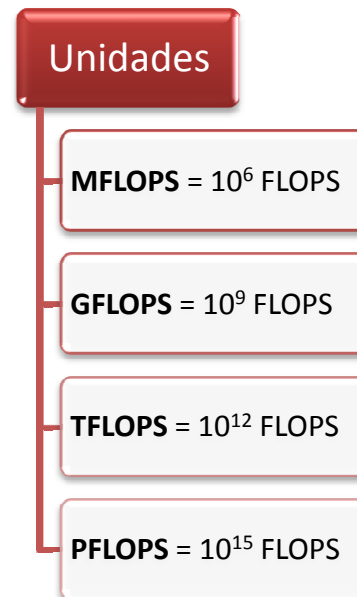 Unidades
MFLOPS = 10⁶ FLOPS
GFLOPS = 10⁹ FLOPS
TFLOPS = 10¹² FLOPS
PFLOPS = 10¹⁵ FLOPS